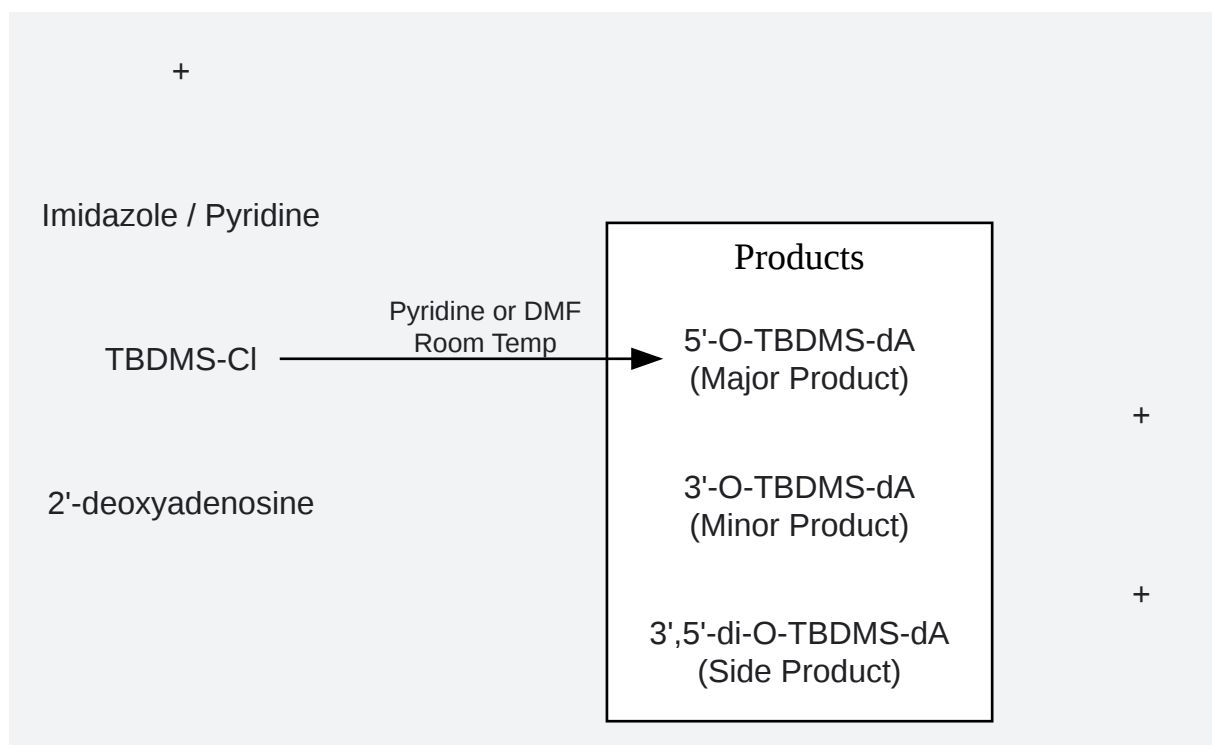 +
Imidazole / Pyridine
Products
Pyridine or DMF
Room Temp
TBDMS-Cl
5'-O-TBDMS-dA
(Major Product)
+
2'-deoxyadenosine
3'-O-TBDMS-dA
(Minor Product)
+
3',5'-di-O-TBDMS-dA
(Side Product)